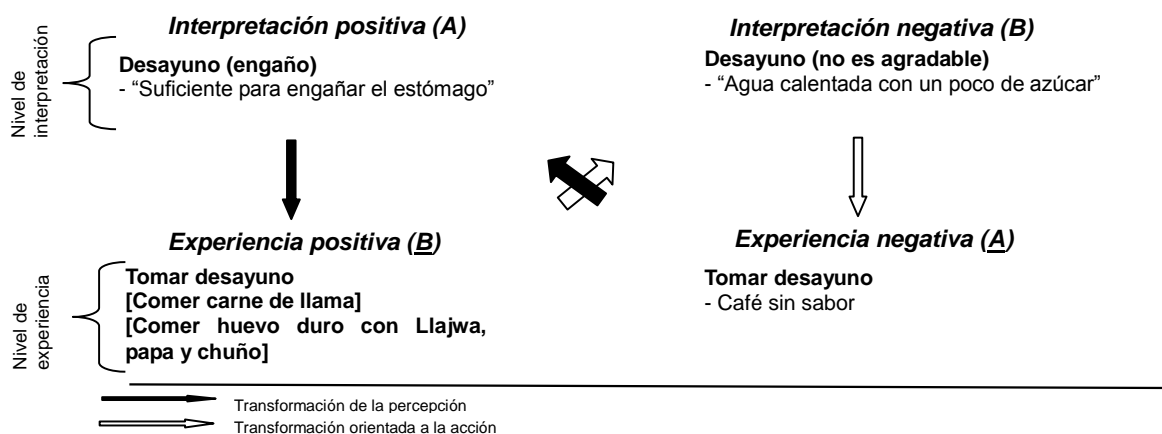 Interpretación positiva (A)
Interpretación negativa (B)
Nivel de
interpretación
Desayuno (engaño)
- “Suficiente para engañar el estómago”
Desayuno (no es agradable)
- “Agua calentada con un poco de azúcar”
Experiencia positiva (B)
Experiencia negativa (A)
Nivel de
experiencia
Tomar desayuno
[Comer carne de llama]
[Comer huevo duro con Llajwa,
papa y chuño]
Tomar desayuno
- Café sin sabor
Transformación de la percepción
Transformación orientada a la acción